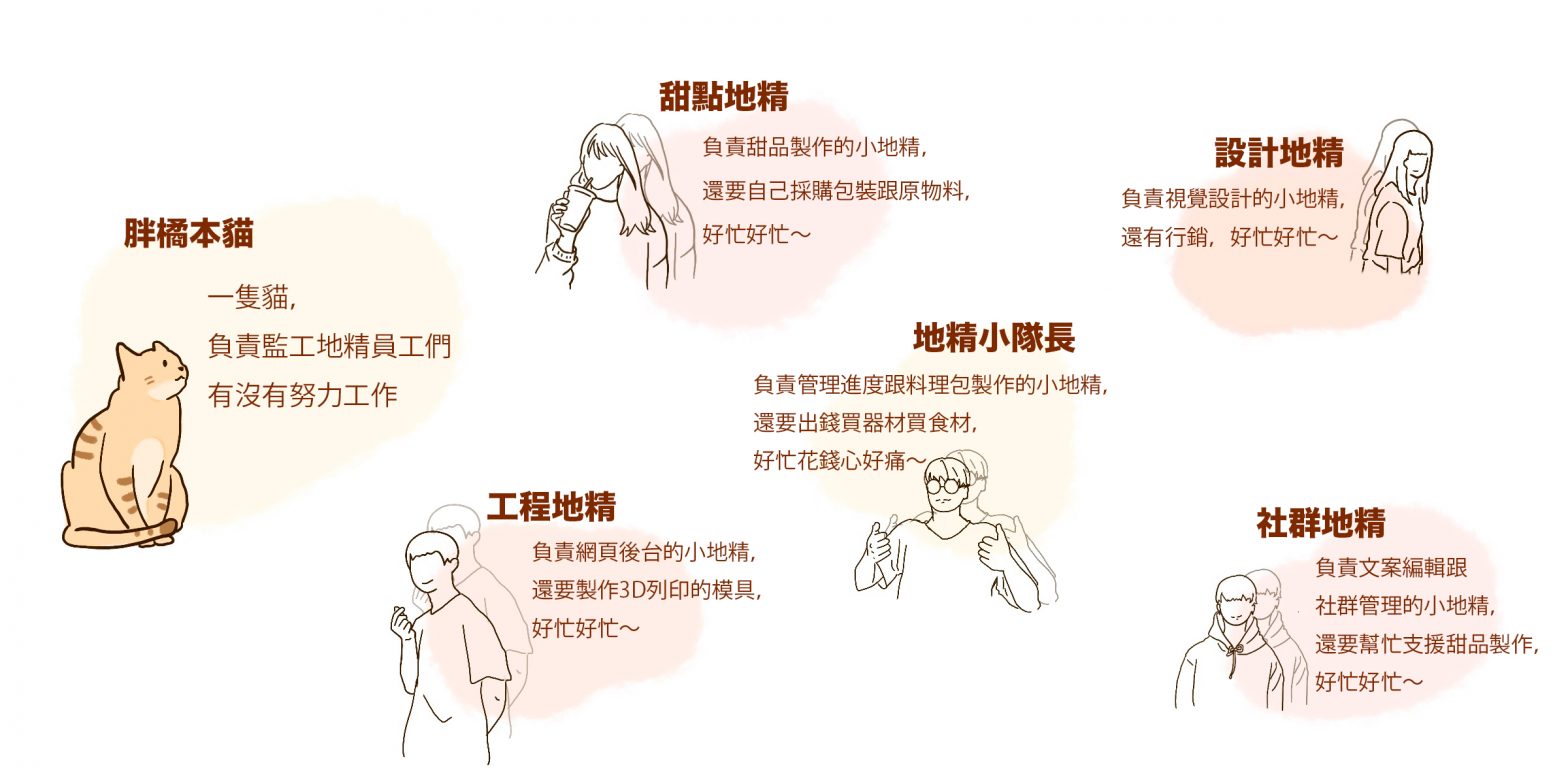 胖橘本貓
一隻貓,
負責監工地精員工們
有沒有努力工作
甜點地精
負責甜品製作的小地精,
還要自己採購包裝跟原物料,
好忙好忙～
設計地精
負責視覺設計的小地精,
還有行銷, 好忙好忙～
地精小隊長
負責管理進度跟料理包製作的小地精,
還要出錢買器材買食材,
好忙花錢心好痛～
工程地精
負責網頁後台的小地精,
還要製作3D列印的模具,
好忙好忙～
社群地精
負責文案編輯跟
社群管理的小地精,
還要幫忙支援甜品製作,
好忙好忙～